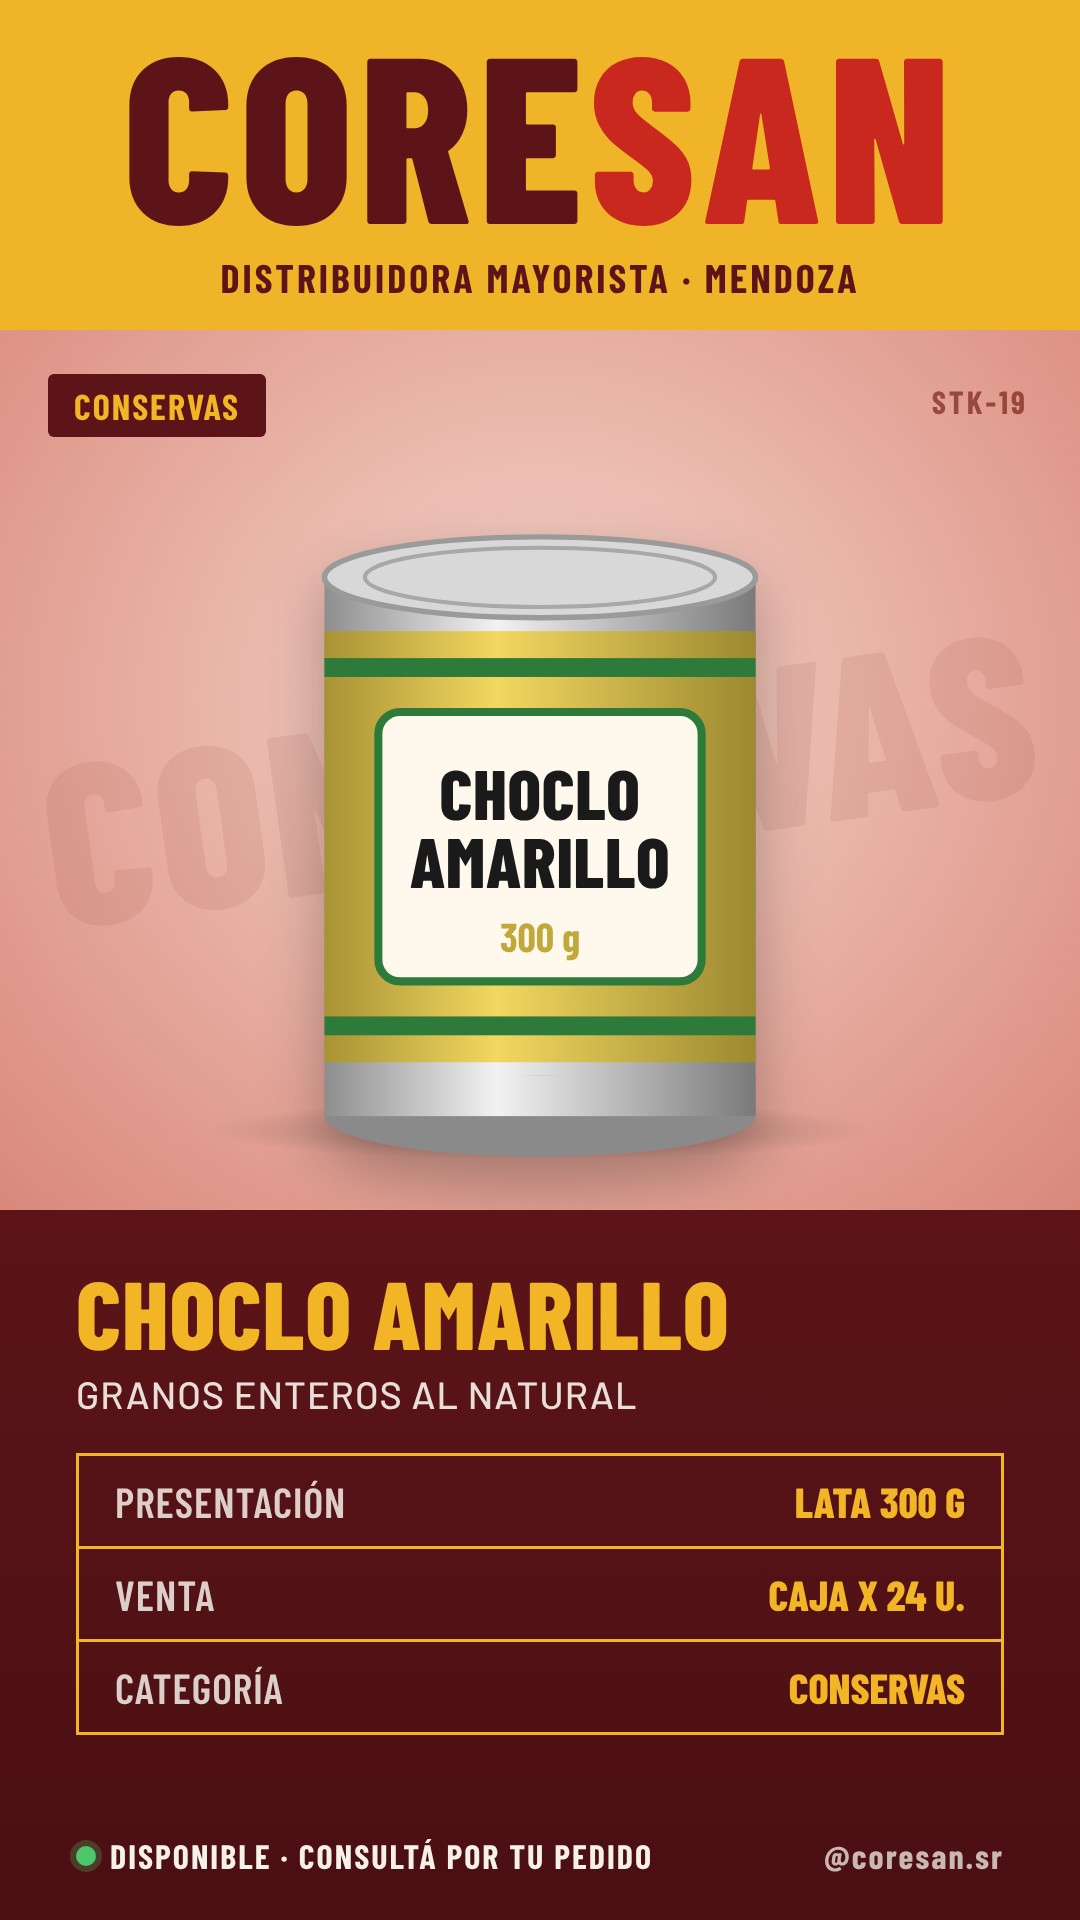 CORESAN
DISTRIBUIDORA MAYORISTA · MENDOZA
CONSERVAS
STK-19
CHOCLO
AMARILLO
300 g
CHOCLO AMARILLO
GRANOS ENTEROS AL NATURAL
PRESENTACIÓN LATA 300 G
VENTA CAJA X 24 U.
CATEGORÍA CONSERVAS
DISPONIBLE · CONSULTÁ POR TU PEDIDO @coresan.sr